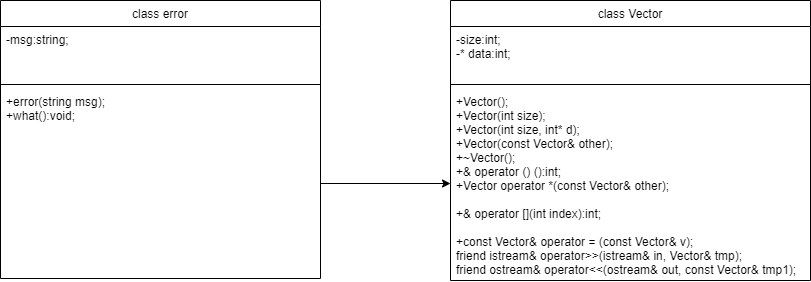 class error
-msg:string;
+error(string msg);
+what():void;
class Vector
-size:int;
-* data:int;
+Vector();
+Vector(int size);
+Vector(int size, int* d);
+Vector(const Vector& other);
+~Vector();
+& operator () ():int;
+Vector operator *(const Vector& other);
+& operator [](int index):int;
+const Vector& operator = (const Vector& v);
friend istream& operator>>(istream& in, Vector& tmp);
friend ostream& operator<<(ostream& out, const Vector& tmp1);